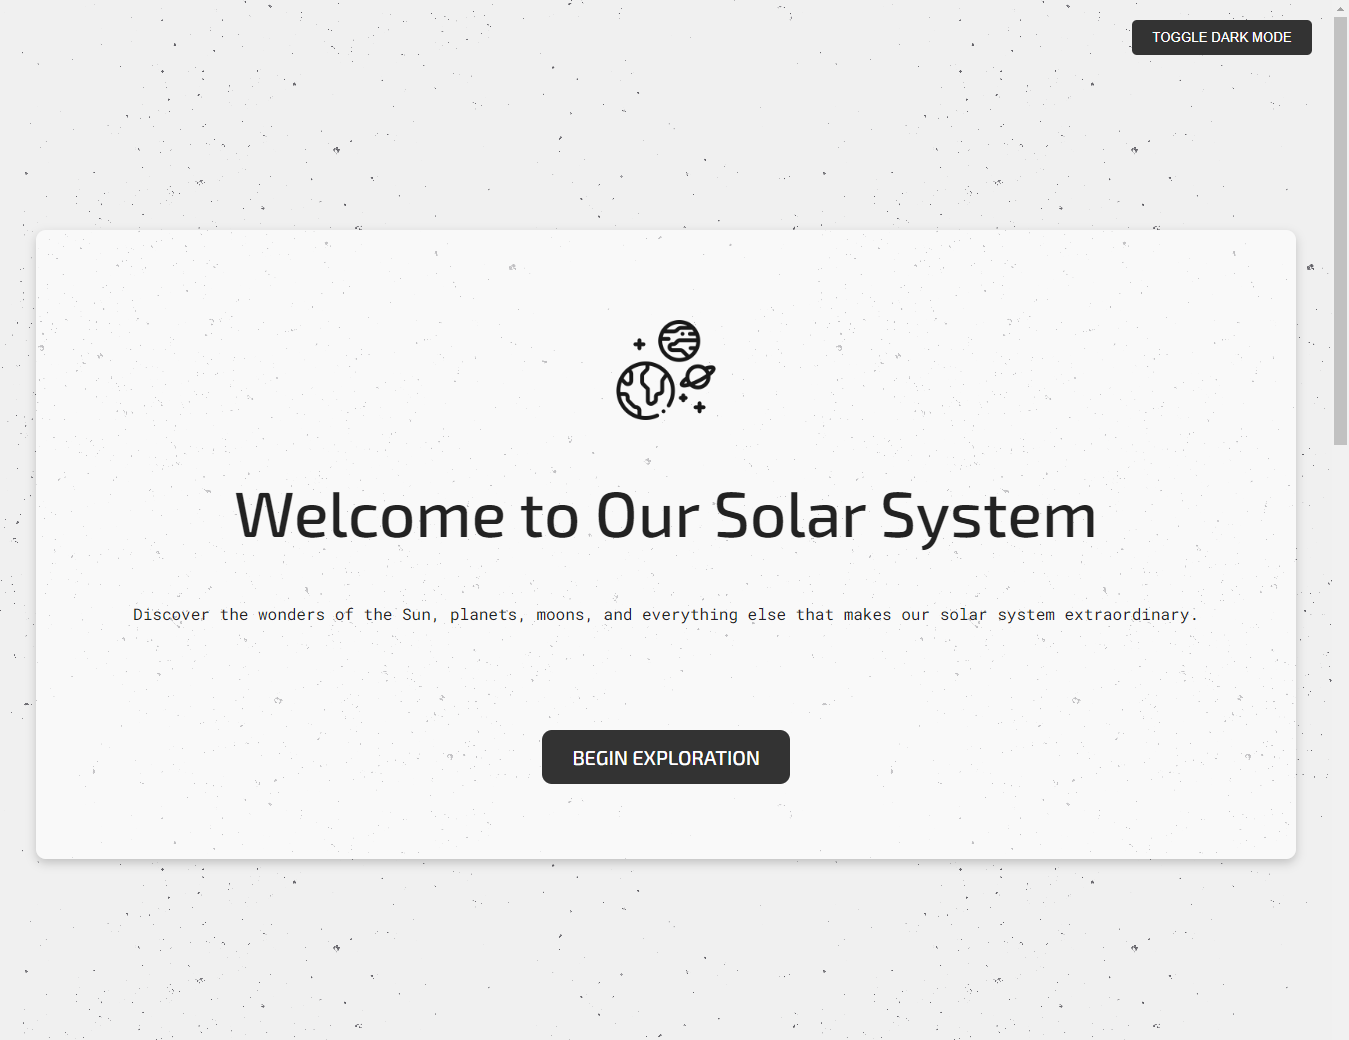 TOGGLE DARK MODE
Welcome to Our Solar System
Discover the wonders of the Sun, planets, moons, and everything else that makes our solar system extraordinary.
BEGIN EXPLORATION